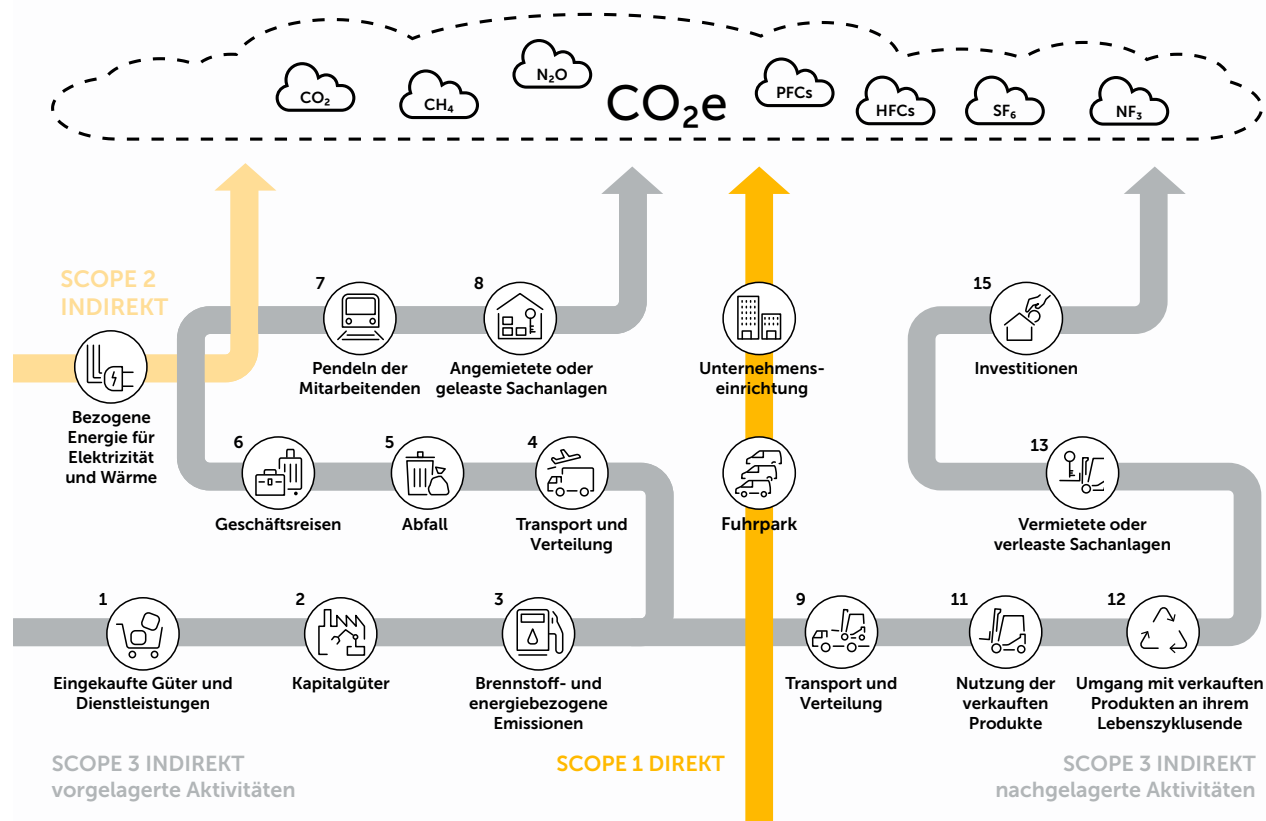 CO₂
CH₄
N₂O
CO₂e
PFCs
HFCs
SF₆
NF₃
SCOPE 2
INDIREKT
Bezogene
Energie für
Elektrizität
und Wärme
7
Pendeln der
Mitarbeitenden
8
Angemietete oder
geleaste Sachanlagen
Unternehmens-
einrichtung
15
Investitionen
6
Geschäftsreisen
5
Abfall
4
Transport und
Verteilung
Fuhrpark
13
Vermietete oder
verleaste Sachanlagen
1
Eingekaufte Güter und
Dienstleistungen
2
Kapitalgüter
3
Brennstoff- und
energiebezogene
Emissionen
9
Transport und
Verteilung
11
Nutzung der
verkauften
Produkte
12
Umgang mit verkauften
Produkten an ihrem
Lebenszyklusende
SCOPE 3 INDIREKT
vorgelagerte Aktivitäten
SCOPE 1 DIREKT
SCOPE 3 INDIREKT
nachgelagerte Aktivitäten